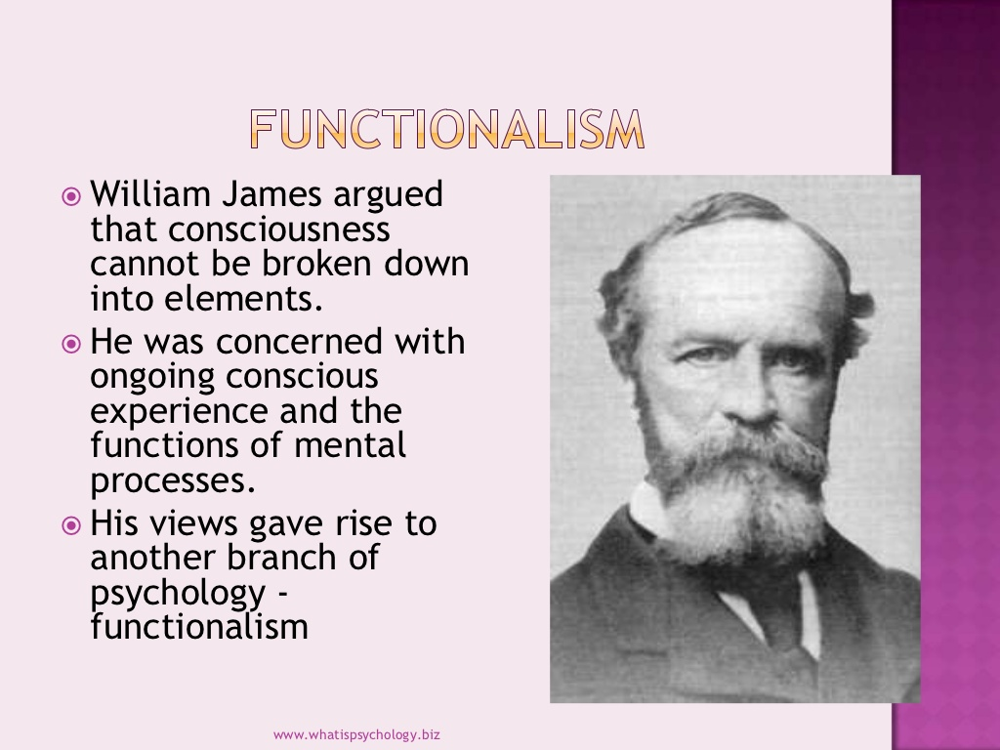 FUNCTIONALISM
William James argued
that consciousness
cannot be broken down
into elements.
He was concerned with
ongoing conscious
experience and the
functions of mental
processes.
His views gave rise to
another branch of
psychology -
functionalism
www.whatispsychology.biz